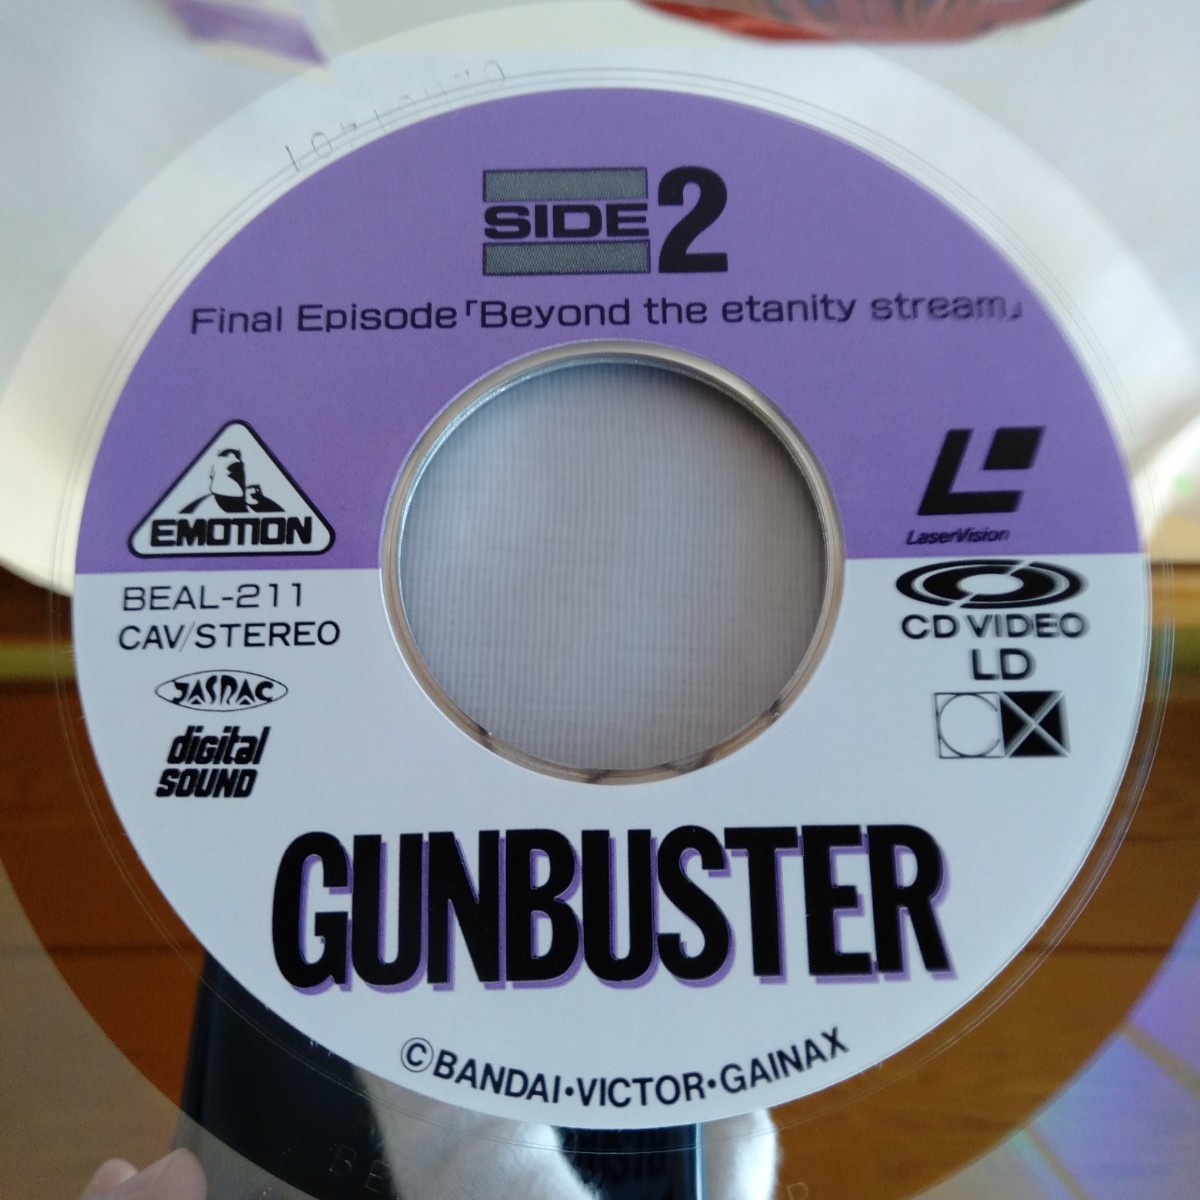 SIDE 2
Final Episode「Beyond the etanity stream」
EMOTION
LaserVision
BEAL-211
CAV/STEREO
CD VIDEO
LD
JASRAC
CX
digital
SOUND
GUNBUSTER
©BANDAI・VICTOR・GAINAX